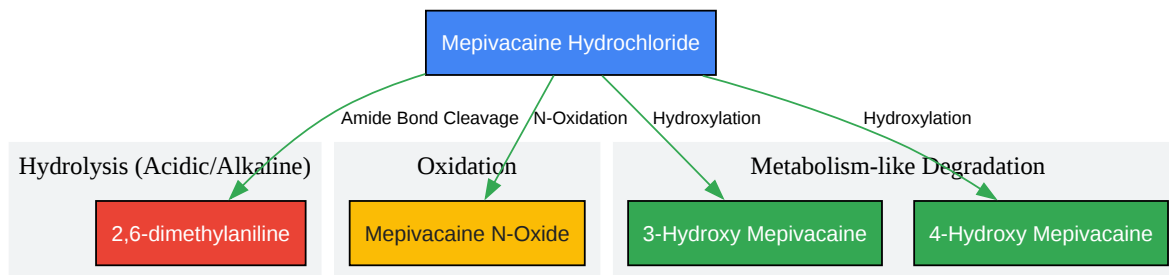 Mepivacaine Hydrochloride
Amide Bond Cleavage
N-Oxidation
Hydroxylation
Hydroxylation
Hydrolysis (Acidic/Alkaline)
Oxidation
Metabolism-like Degradation
2,6-dimethylaniline
Mepivacaine N-Oxide
3-Hydroxy Mepivacaine
4-Hydroxy Mepivacaine